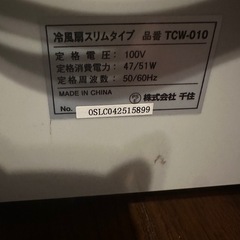 冷風扇スリムタイプ 品番 TCW-010
定格電圧：100V
定格消費電力：47/51W
定格周波数：50/60Hz
MADE IN CHINA 株式会社 千住
No. 0SLC042515899